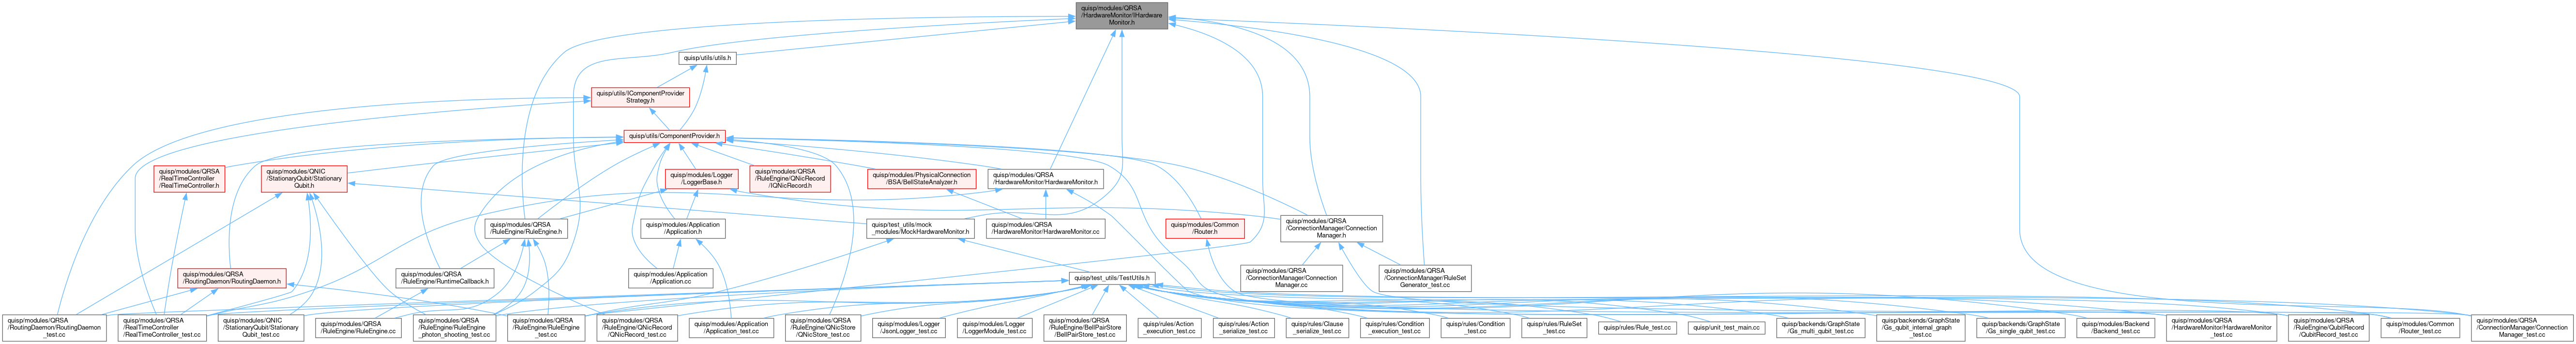 quisp/modules/QRSA
/HardwareMonitor/IHardware
Monitor.h
quisp/utils/utils.h
quisp/utils/IComponentProvider
Strategy.h
quisp/utils/ComponentProvider.h
quisp/modules/QRSA
/RealTimeController
/RealTimeController.h
quisp/modules/QNIC
/StationaryQubit/Stationary
Qubit.h
quisp/modules/Logger
/LoggerBase.h
quisp/modules/QRSA
/RuleEngine/QNicRecord
/IQNicRecord.h
quisp/modules/PhysicalConnection
/BSA/BellStateAnalyzer.h
quisp/modules/QRSA
/HardwareMonitor/HardwareMonitor.h
quisp/modules/QRSA
/RuleEngine/RuleEngine.h
quisp/modules/Application
/Application.h
quisp/test_utils/mock
_modules/MockHardwareMonitor.h
quisp/modules/QRSA
/HardwareMonitor/HardwareMonitor.cc
quisp/modules/Common
/Router.h
quisp/modules/QRSA
/ConnectionManager/Connection
Manager.h
quisp/modules/QRSA
/RoutingDaemon/RoutingDaemon.h
quisp/modules/QRSA
/RuleEngine/RuntimeCallback.h
quisp/modules/Application
/Application.cc
quisp/test_utils/TestUtils.h
quisp/modules/QRSA
/ConnectionManager/Connection
Manager.cc
quisp/modules/QRSA
/ConnectionManager/RuleSet
Generator_test.cc
quisp/modules/QRSA
/RoutingDaemon/RoutingDaemon
_test.cc
quisp/modules/QRSA
/RealTimeController
/RealTimeController_test.cc
quisp/modules/QNIC
/StationaryQubit/Stationary
Qubit_test.cc
quisp/modules/QRSA
/RuleEngine/RuleEngine.cc
quisp/modules/QRSA
/RuleEngine/RuleEngine
_photon_shooting_test.cc
quisp/modules/QRSA
/RuleEngine/RuleEngine
_test.cc
quisp/modules/QRSA
/RuleEngine/QNicRecord
/QNicRecord_test.cc
quisp/modules/Application
/Application_test.cc
quisp/modules/QRSA
/RuleEngine/QNicStore
/QNicStore_test.cc
quisp/modules/Logger
/JsonLogger_test.cc
quisp/modules/Logger
/LoggerModule_test.cc
quisp/modules/QRSA
/RuleEngine/BellPairStore
/BellPairStore_test.cc
quisp/rules/Action
_execution_test.cc
quisp/rules/Action
_serialize_test.cc
quisp/rules/Clause
_serialize_test.cc
quisp/rules/Condition
_execution_test.cc
quisp/rules/Condition
_test.cc
quisp/rules/RuleSet
_test.cc
quisp/rules/Rule_test.cc
quisp/unit_test_main.cc
quisp/backends/GraphState
/Gs_multi_qubit_test.cc
quisp/backends/GraphState
/Gs_qubit_internal_graph
_test.cc
quisp/backends/GraphState
/Gs_single_qubit_test.cc
quisp/modules/Backend
/Backend_test.cc
quisp/modules/QRSA
/HardwareMonitor/HardwareMonitor
_test.cc
quisp/modules/QRSA
/RuleEngine/QubitRecord
/QubitRecord_test.cc
quisp/modules/Common
/Router_test.cc
quisp/modules/QRSA
/ConnectionManager/Connection
Manager_test.cc